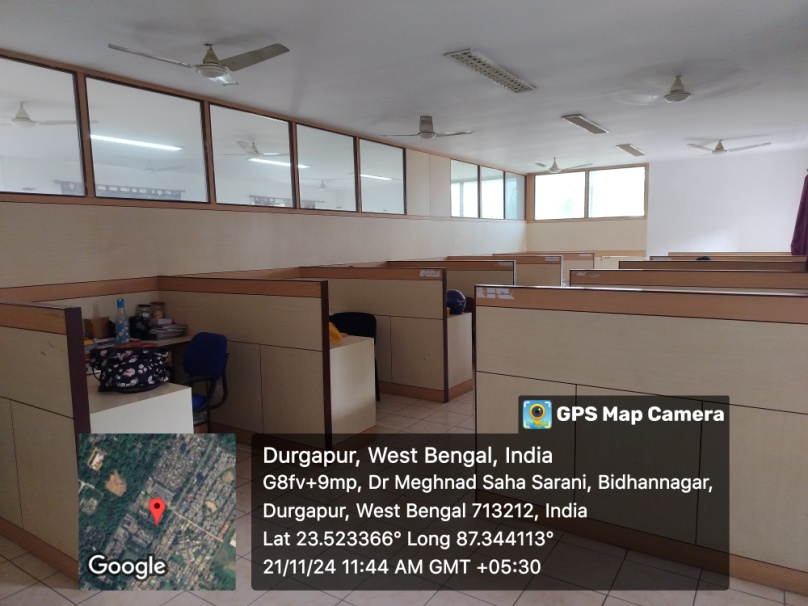 GPS Map Camera
Durgapur, West Bengal, India
G8fv+9mp, Dr Meghnad Saha Sarani, Bidhannagar,
Durgapur, West Bengal 713212, India
Lat 23.523366° Long 87.344113°
21/11/24 11:44 AM GMT +05:30
Google